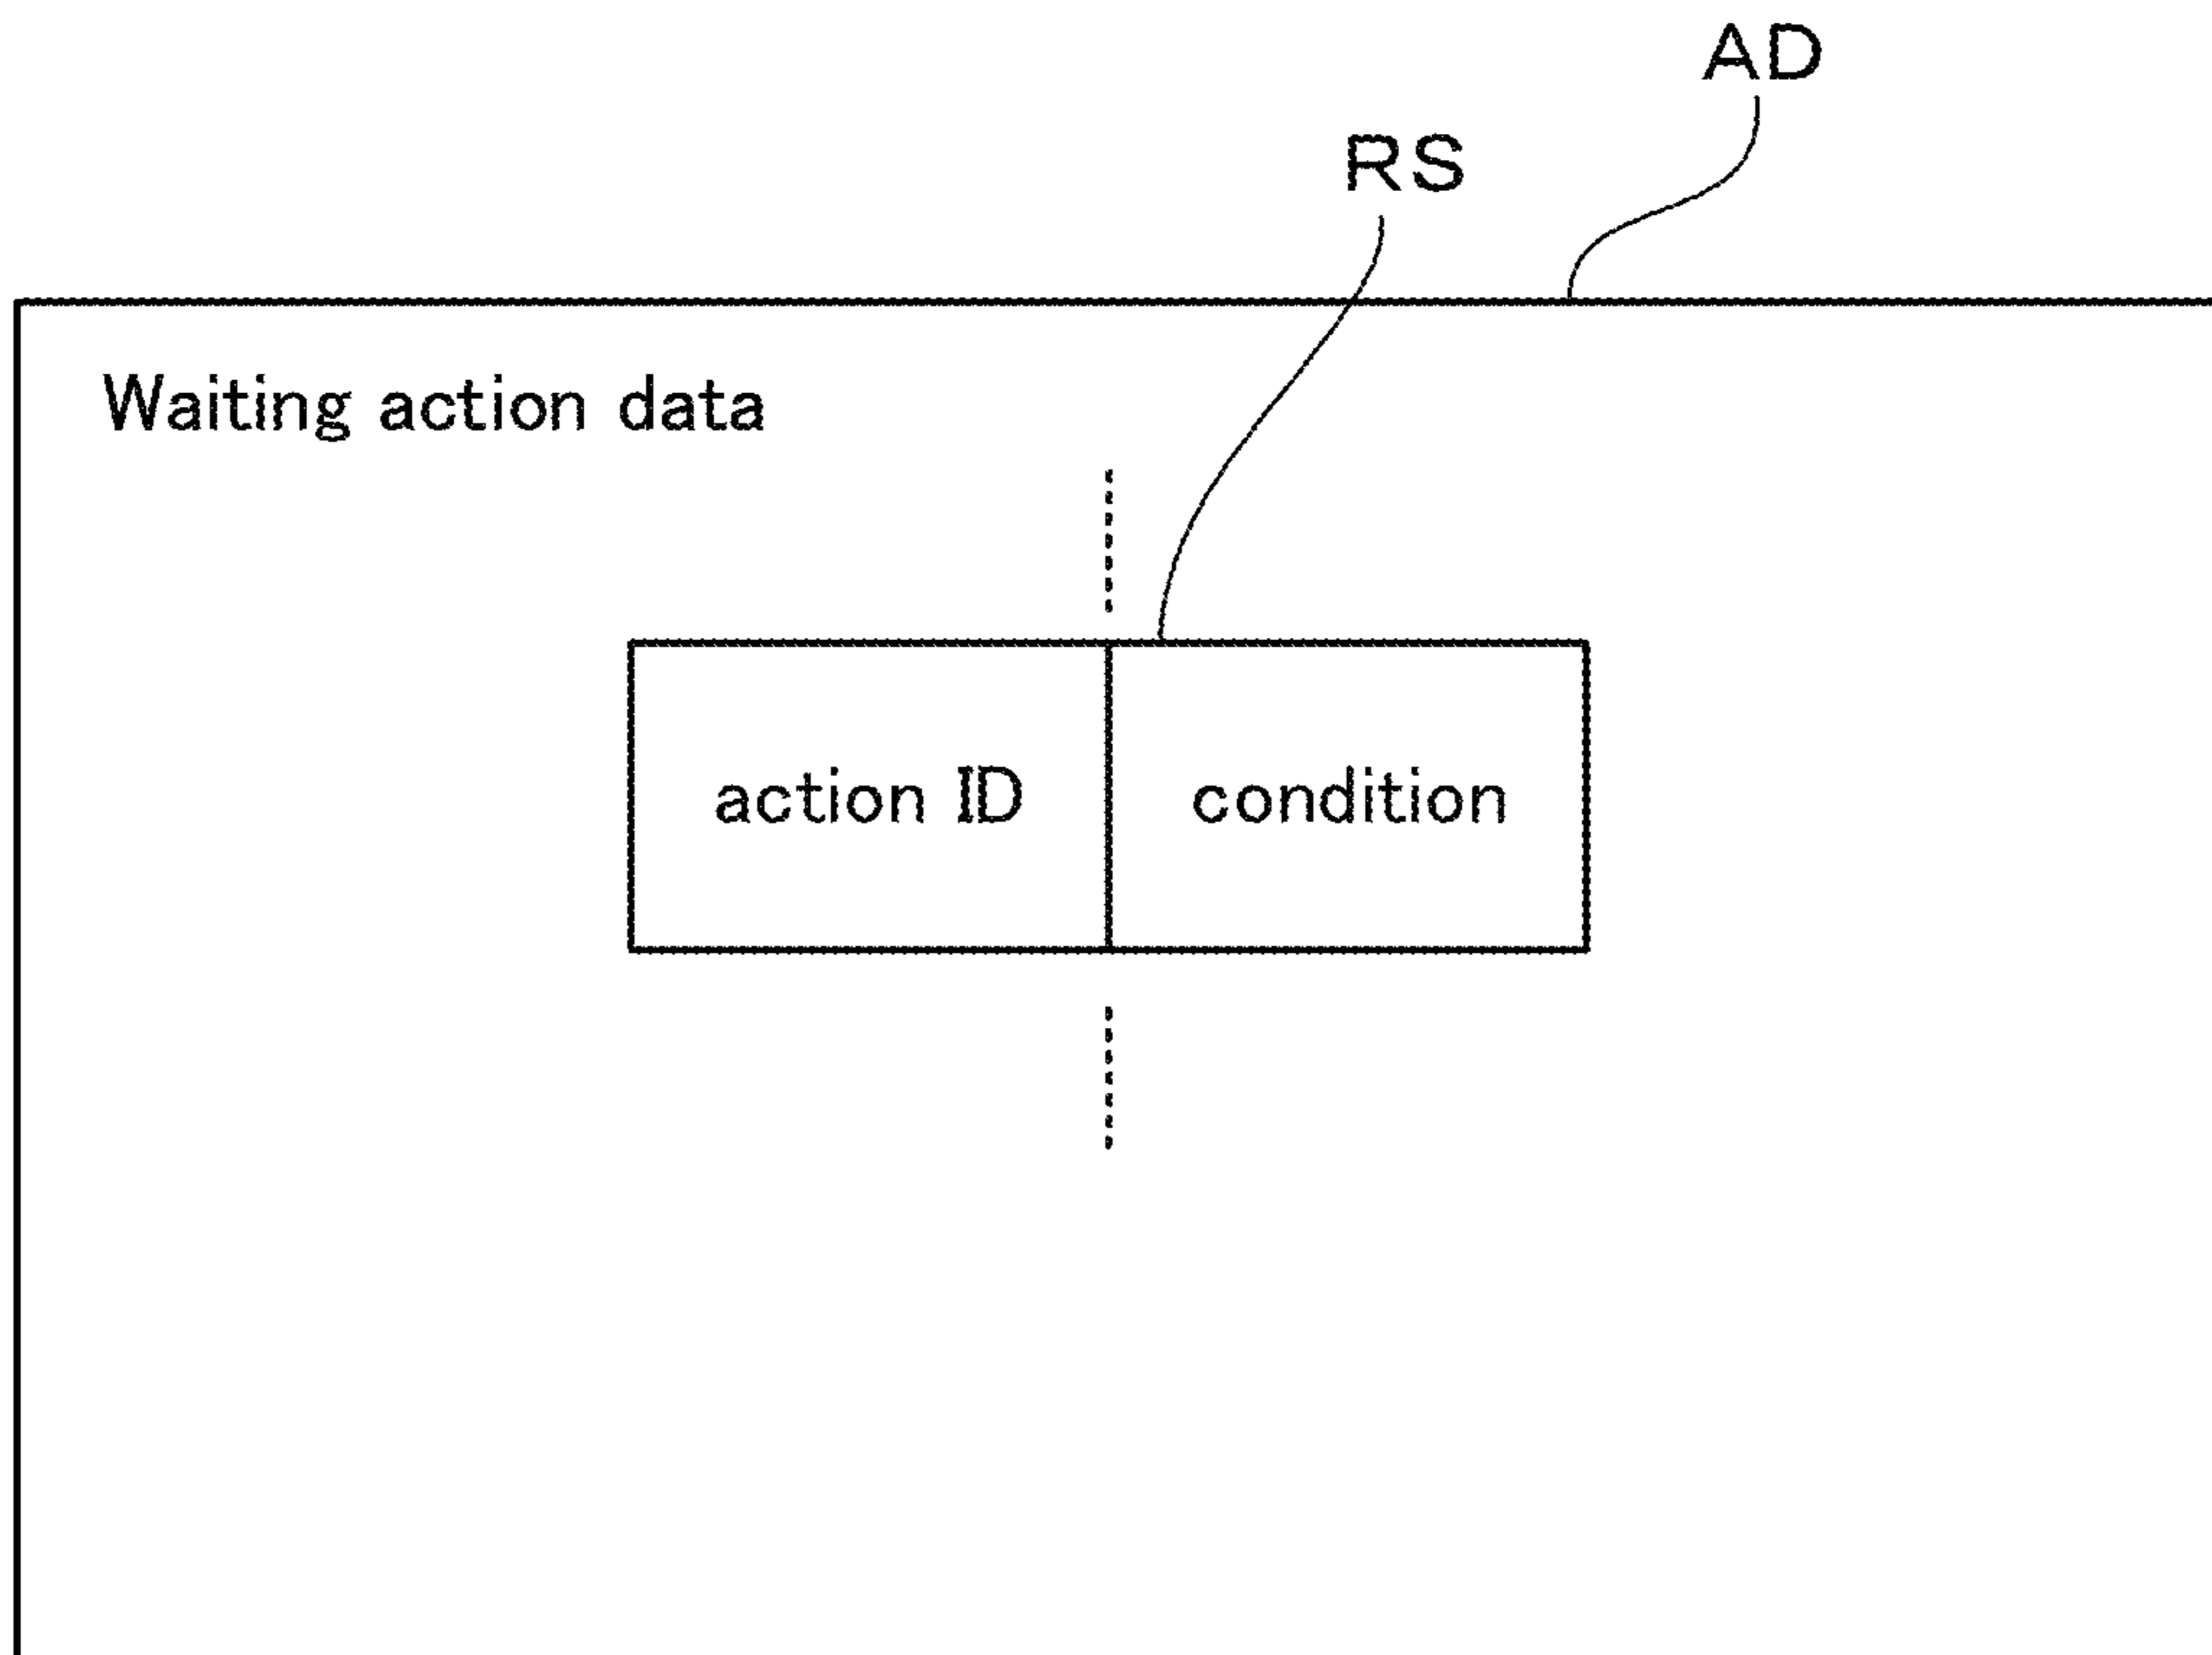 AD
RS
Waiting action data
action ID
condition